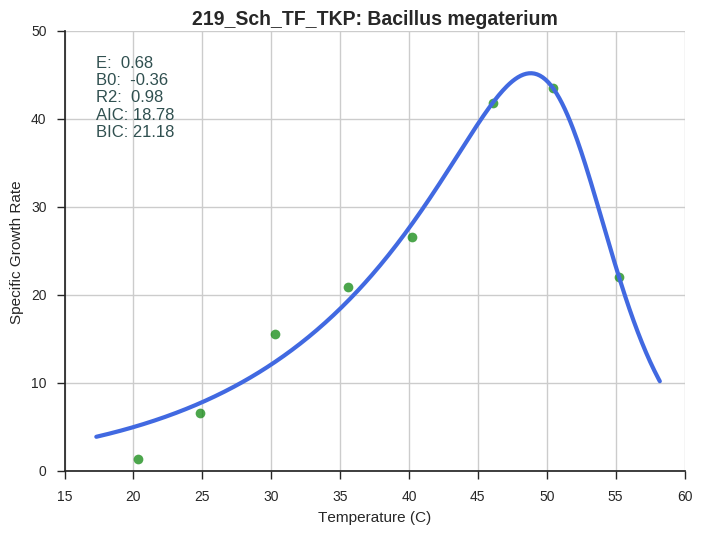 219_Sch_TF_TKP: Bacillus megaterium
E: 0.68
B0: -0.36
R2: 0.98
AIC: 18.78
BIC: 21.18
Specific Growth Rate
50
40
30
20
10
0
15 20 25 30 35 40 45 50 55 60
Temperature (C)